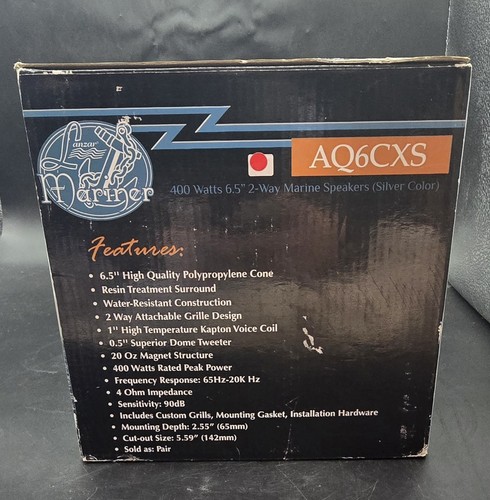 Lanzar
Mariner
AQ6CXS
400 Watts 6.5" 2-Way Marine Speakers (Silver Color)
Features:
• 6.5" High Quality Polypropylene Cone
• Resin Treatment Surround
• Water-Resistant Construction
• 2 Way Attachable Grille Design
• 1" High Temperature Kapton Voice Coil
• 0.5" Superior Dome Tweeter
• 20 Oz Magnet Structure
• 400 Watts Rated Peak Power
• Frequency Response: 65Hz-20K Hz
• 4 Ohm Impedance
• Sensitivity: 90dB
• Includes Custom Grills, Mounting Gasket, Installation Hardware
• Mounting Depth: 2.55" (65mm)
• Cut-out Size: 5.59" (142mm)
• Sold as: Pair